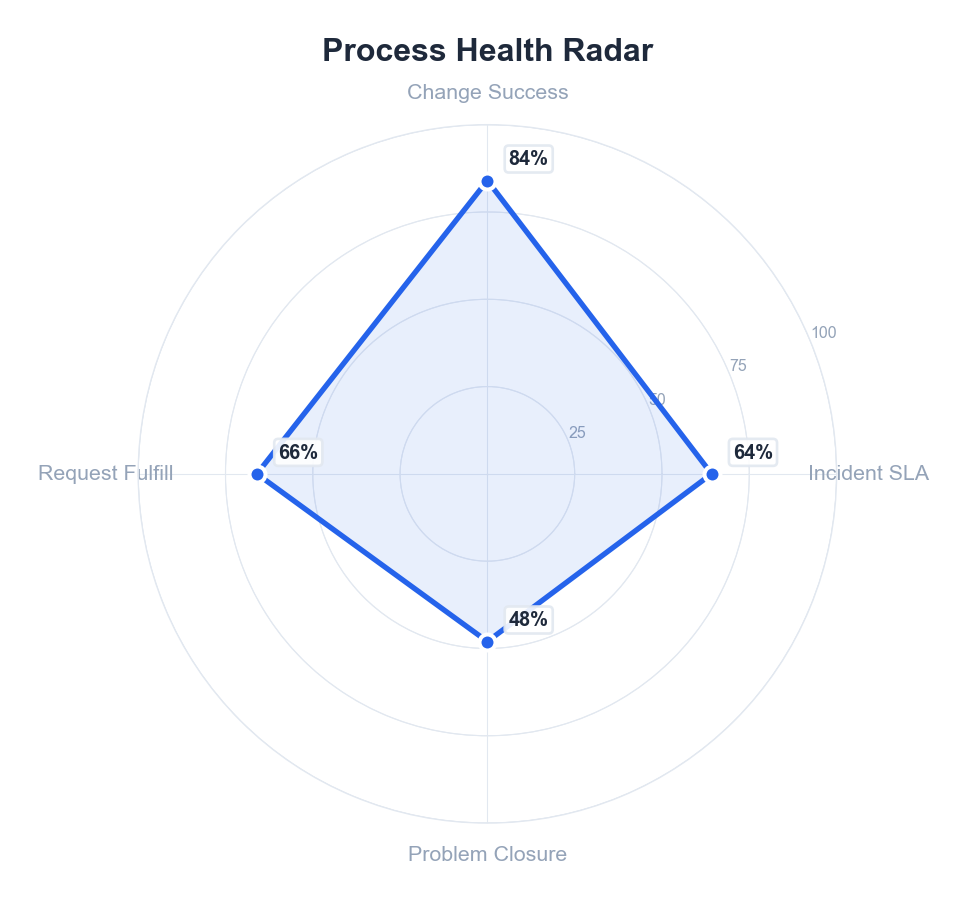 Process Health Radar
Change Success
84%
100
75
50
25
66%
64%
Request Fulfill
Incident SLA
48%
Problem Closure